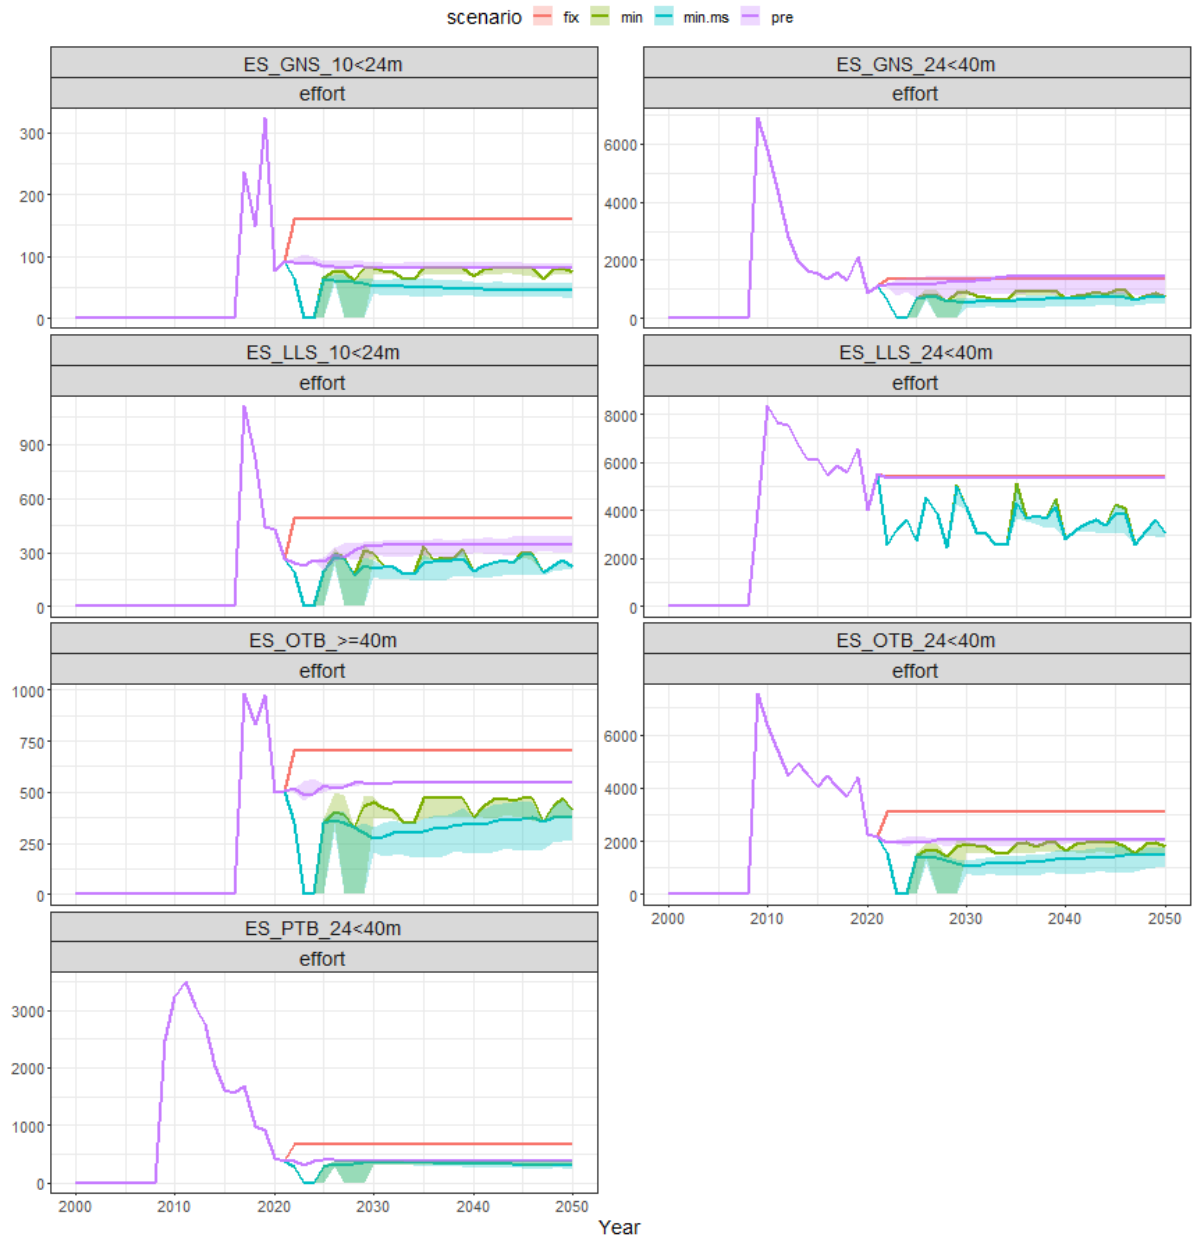 scenario fix min min.ms pre
ES_GNS_10<24m
effort
300
200
100
0
ES_GNS_24<40m
effort
6000
4000
2000
0
ES_LLS_10<24m
effort
900
600
300
0
ES_LLS_24<40m
effort
8000
6000
4000
2000
0
ES_OTB_>=40m
effort
1000
750
500
250
0
ES_OTB_24<40m
effort
6000
4000
2000
0
2000 2010 2020 2030 2040 2050
ES_PTB_24<40m
effort
3000
2000
1000
0
2000 2010 2020 2030 2040 2050
Year